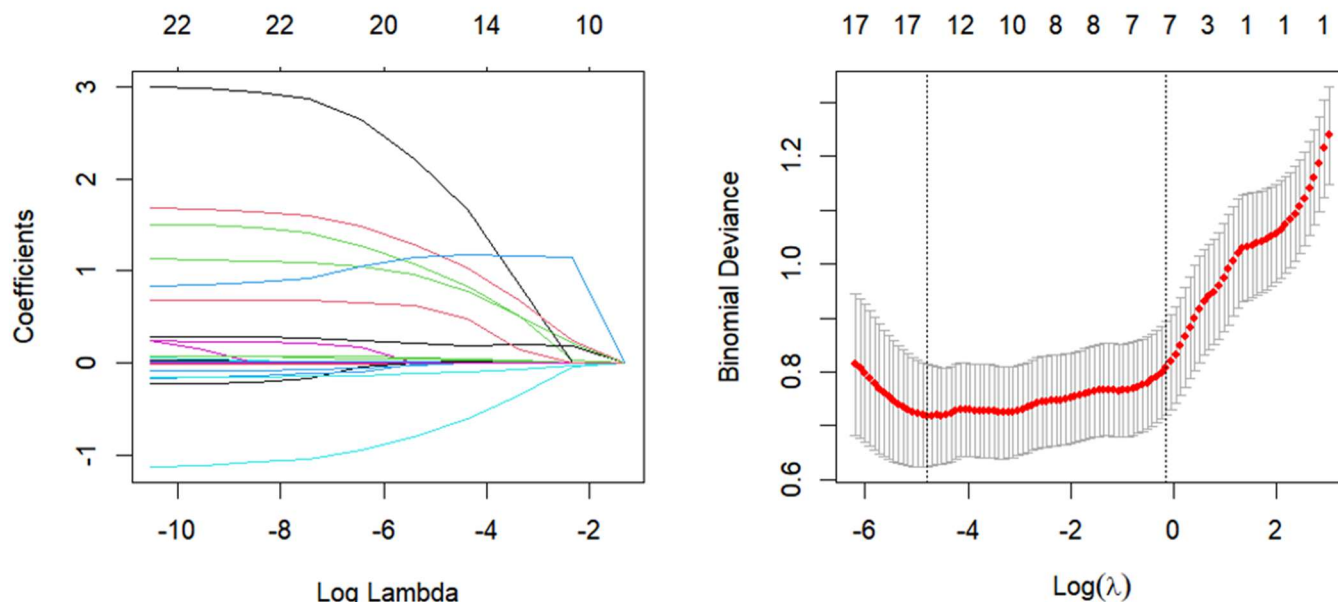 22 22 20 14 10
Coefficients
3
2
1
0
-1
-10 -8 -6 -4 -2
Log Lambda
17 17 12 10 8 8 7 7 3 1 1 1
Binomial Deviance
1.2
1.0
0.8
0.6
-6 -4 -2 0 2
Log(λ)